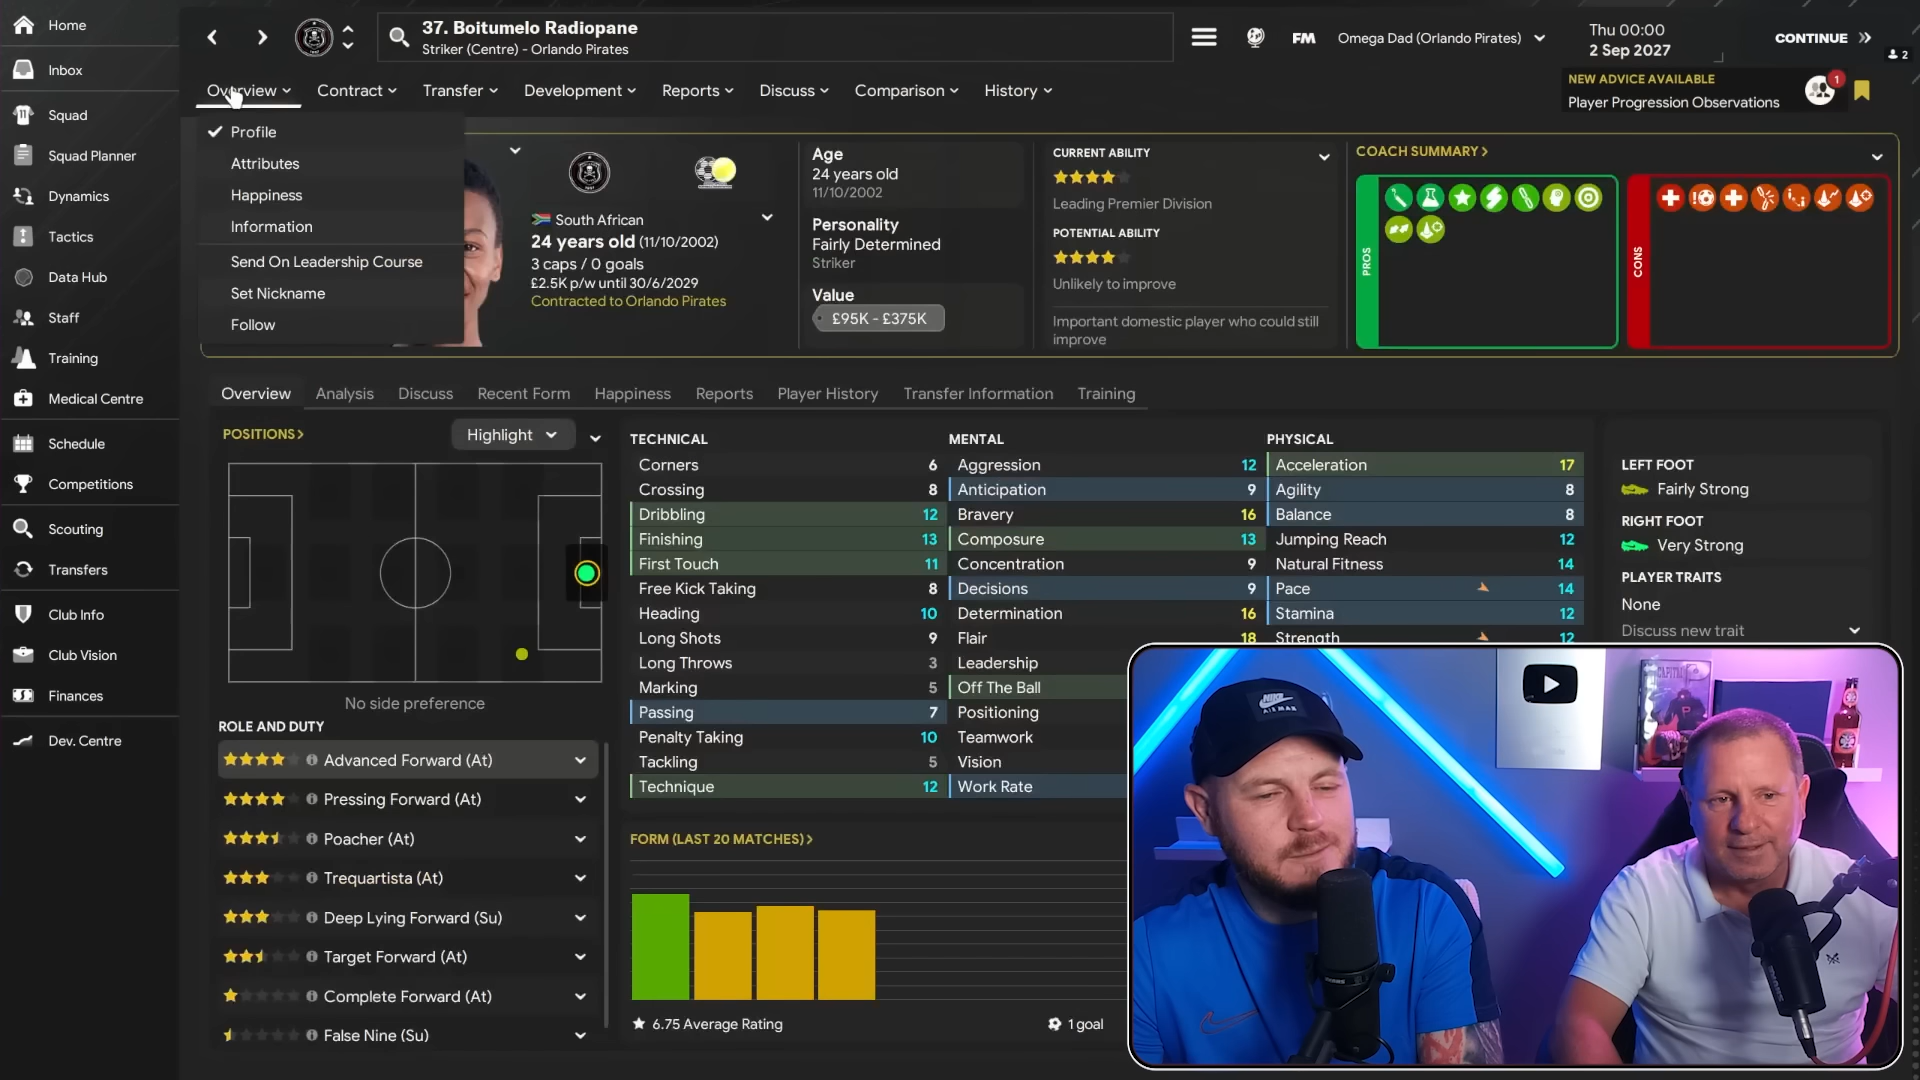 Home
Inbox
Squad
Squad Planner
Dynamics
Tactics
Data Hub
Staff
Training
Medical Centre
Schedule
Competitions
Scouting
Transfers
Club Info
Club Vision
Finances
Dev. Centre
37. Boitumelo Radiopane
Striker (Centre) - Orlando Pirates
FM
Omega Dad (Orlando Pirates)
Thu 00:00
2 Sep 2027
CONTINUE
2
Overview
Contract
Transfer
Development
Reports
Discuss
Comparison
History
NEW ADVICE AVAILABLE
Player Progression Observations
1
Profile
Attributes
Happiness
Information
Send On Leadership Course
Set Nickname
Follow
South African
24 years old (11/10/2002)
3 caps / 0 goals
£2.5K p/w until 30/6/2029
Contracted to Orlando Pirates
Age
24 years old
11/10/2002
Personality
Fairly Determined
Striker
Value
£95K - £375K
CURRENT ABILITY
Leading Premier Division
POTENTIAL ABILITY
Unlikely to improve
Important domestic player who could still
improve
COACH SUMMARY
PROS
CONS
Overview
Analysis
Discuss
Recent Form
Happiness
Reports
Player History
Transfer Information
Training
POSITIONS
Highlight
No side preference
ROLE AND DUTY
Advanced Forward (At)
Pressing Forward (At)
Poacher (At)
Trequartista (At)
Deep Lying Forward (Su)
Target Forward (At)
Complete Forward (At)
False Nine (Su)
TECHNICAL
Corners 6
Crossing 8
Dribbling 12
Finishing 13
First Touch 11
Free Kick Taking 8
Heading 10
Long Shots 9
Long Throws 3
Marking 5
Passing 7
Penalty Taking 10
Tackling 5
Technique 12
MENTAL
Aggression 12
Anticipation 9
Bravery 16
Composure 13
Concentration 9
Decisions 9
Determination 16
Flair 18
Leadership
Off The Ball
Positioning
Teamwork
Vision
Work Rate
PHYSICAL
Acceleration 17
Agility 8
Balance 8
Jumping Reach 12
Natural Fitness 14
Pace 14
Stamina 12
Strength 12
LEFT FOOT
Fairly Strong
RIGHT FOOT
Very Strong
PLAYER TRAITS
None
Discuss new trait
FORM (LAST 20 MATCHES)
6.75 Average Rating
1 goal
NIKE
AIR MAX